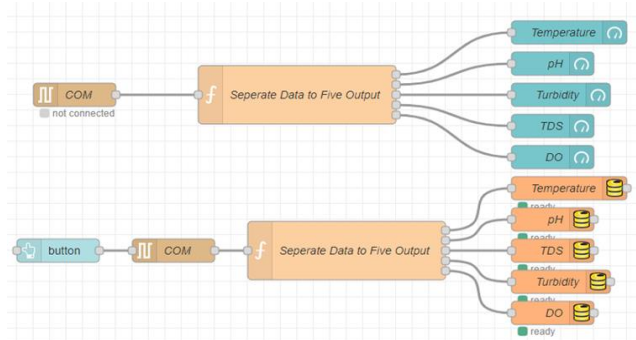 Temperature
pH
COM
Seperate Data to Five Output
Turbidity
not connected
TDS
DO
Temperature
ready
pH
ready
button
COM
Seperate Data to Five Output
TDS
ready
Turbidity
ready
DO
ready